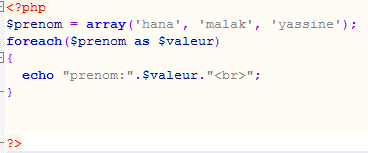 <?php
$prenom = array('hana', 'malak', 'yassine');
foreach($prenom as $valeur)
{
echo "prenom:".$valeur."<br>";
}
?>